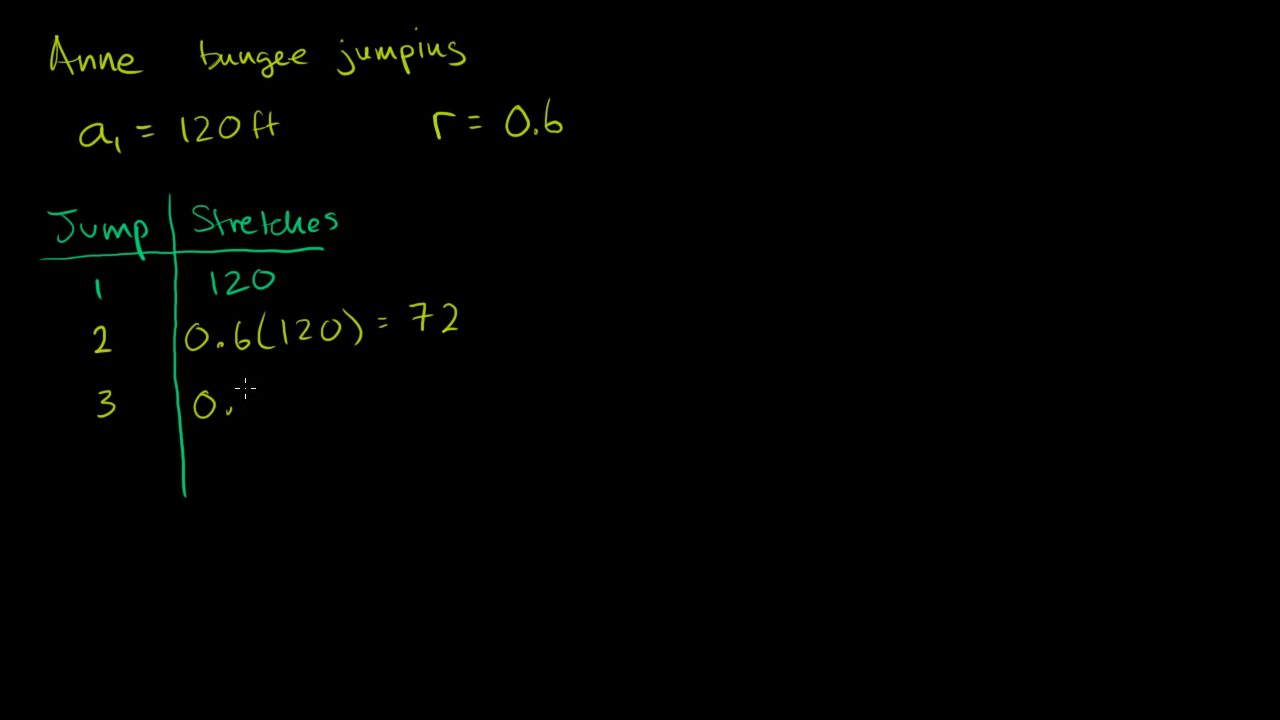 Anne bungee jumping
a₁ = 120 ft r = 0.6
Jump Stretches
1 120
2 0.6(120) = 72
3 0.